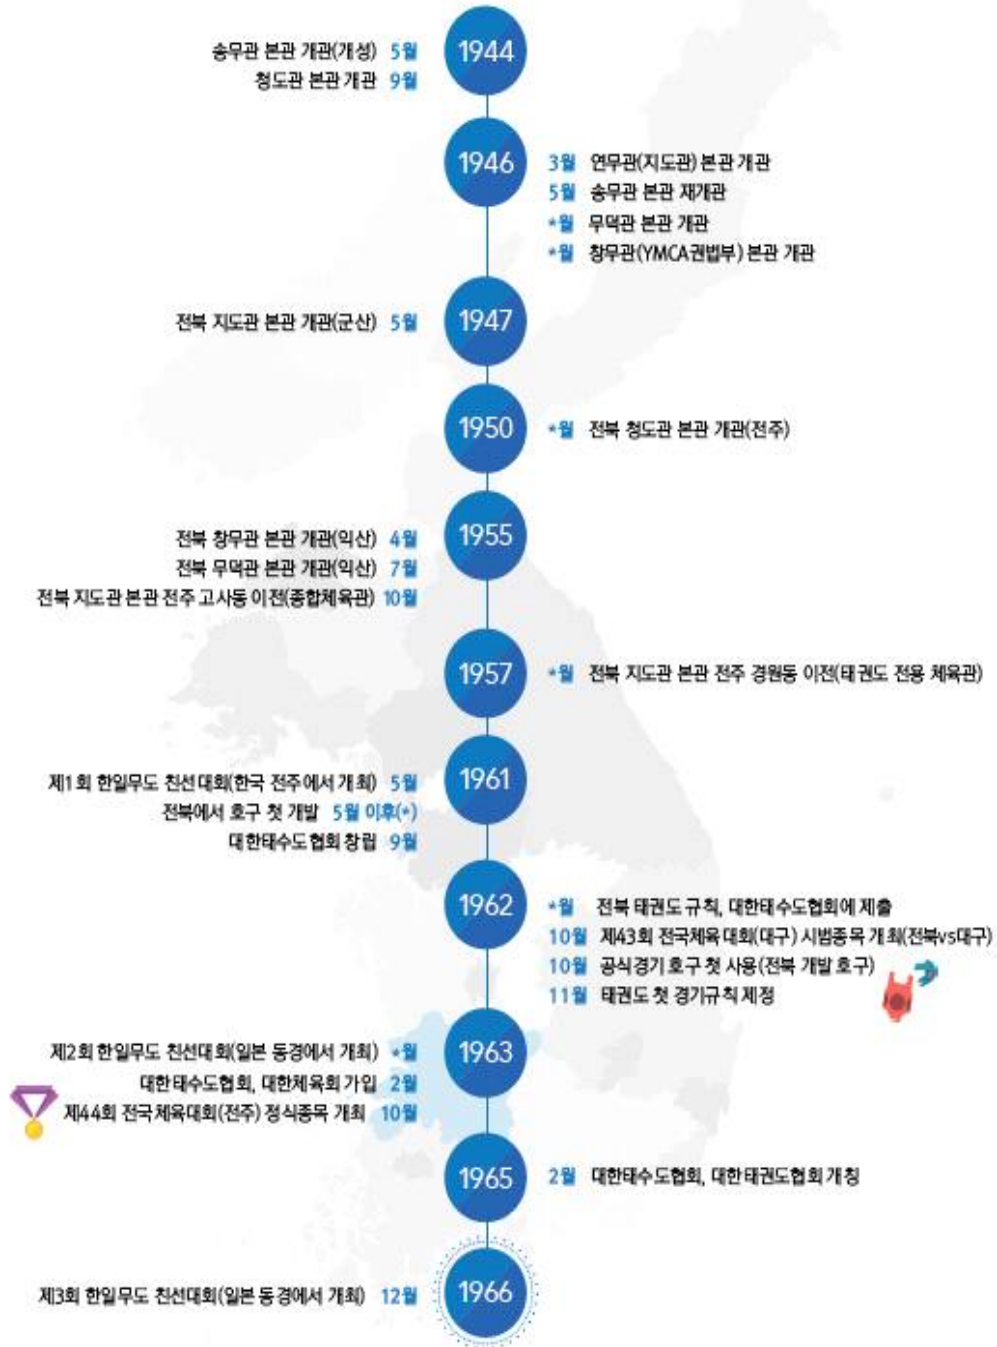 1944
송무관 본관 개관(개성) 5월
청도관 본관 개관 9월
1946
3월 연무관(지도관) 본관 개관
5월 송무관 본관 재개관
*월 무덕관 본관 개관
*월 창무관(YMCA권법부) 본관 개관
1947
전북 지도관 본관 개관(군산) 5월
1950
*월 전북 청도관 본관 개관(전주)
1955
전북 창무관 본관 개관(익산) 4월
전북 무덕관 본관 개관(익산) 7월
전북 지도관 본관 전주 고사동 이전(종합체육관) 10월
1957
*월 전북 지도관 본관 전주 경원동 이전(태권도 전용 체육관)
1961
제1회 한일무도 친선대회(한국 전주에서 개최) 5월
전북에서 호구 첫 개발 5월 이후(*)
대한태수도협회 창립 9월
1962
*월 전북 태권도 규칙, 대한태수도협회에 제출
10월 제43회 전국체육대회(대구) 시범종목 개최(전북vs대구)
10월 공식경기 호구 첫 사용(전북 개발 호구)
11월 태권도 첫 경기규칙 제정
1963
제2회 한일무도 친선대회(일본 동경에서 개최) *월
대한태수도협회, 대한체육회 가입 2월
제44회 전국체육대회(전주) 정식종목 개최 10월
1965
2월 대한태수도협회, 대한태권도협회 개칭
1966
제3회 한일무도 친선대회(일본 동경에서 개최) 12월